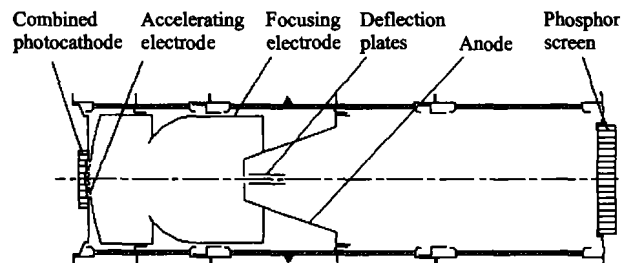 Combined
photocathode
Accelerating
electrode
Focusing
electrode
Deflection
plates
Anode
Phosphor
screen